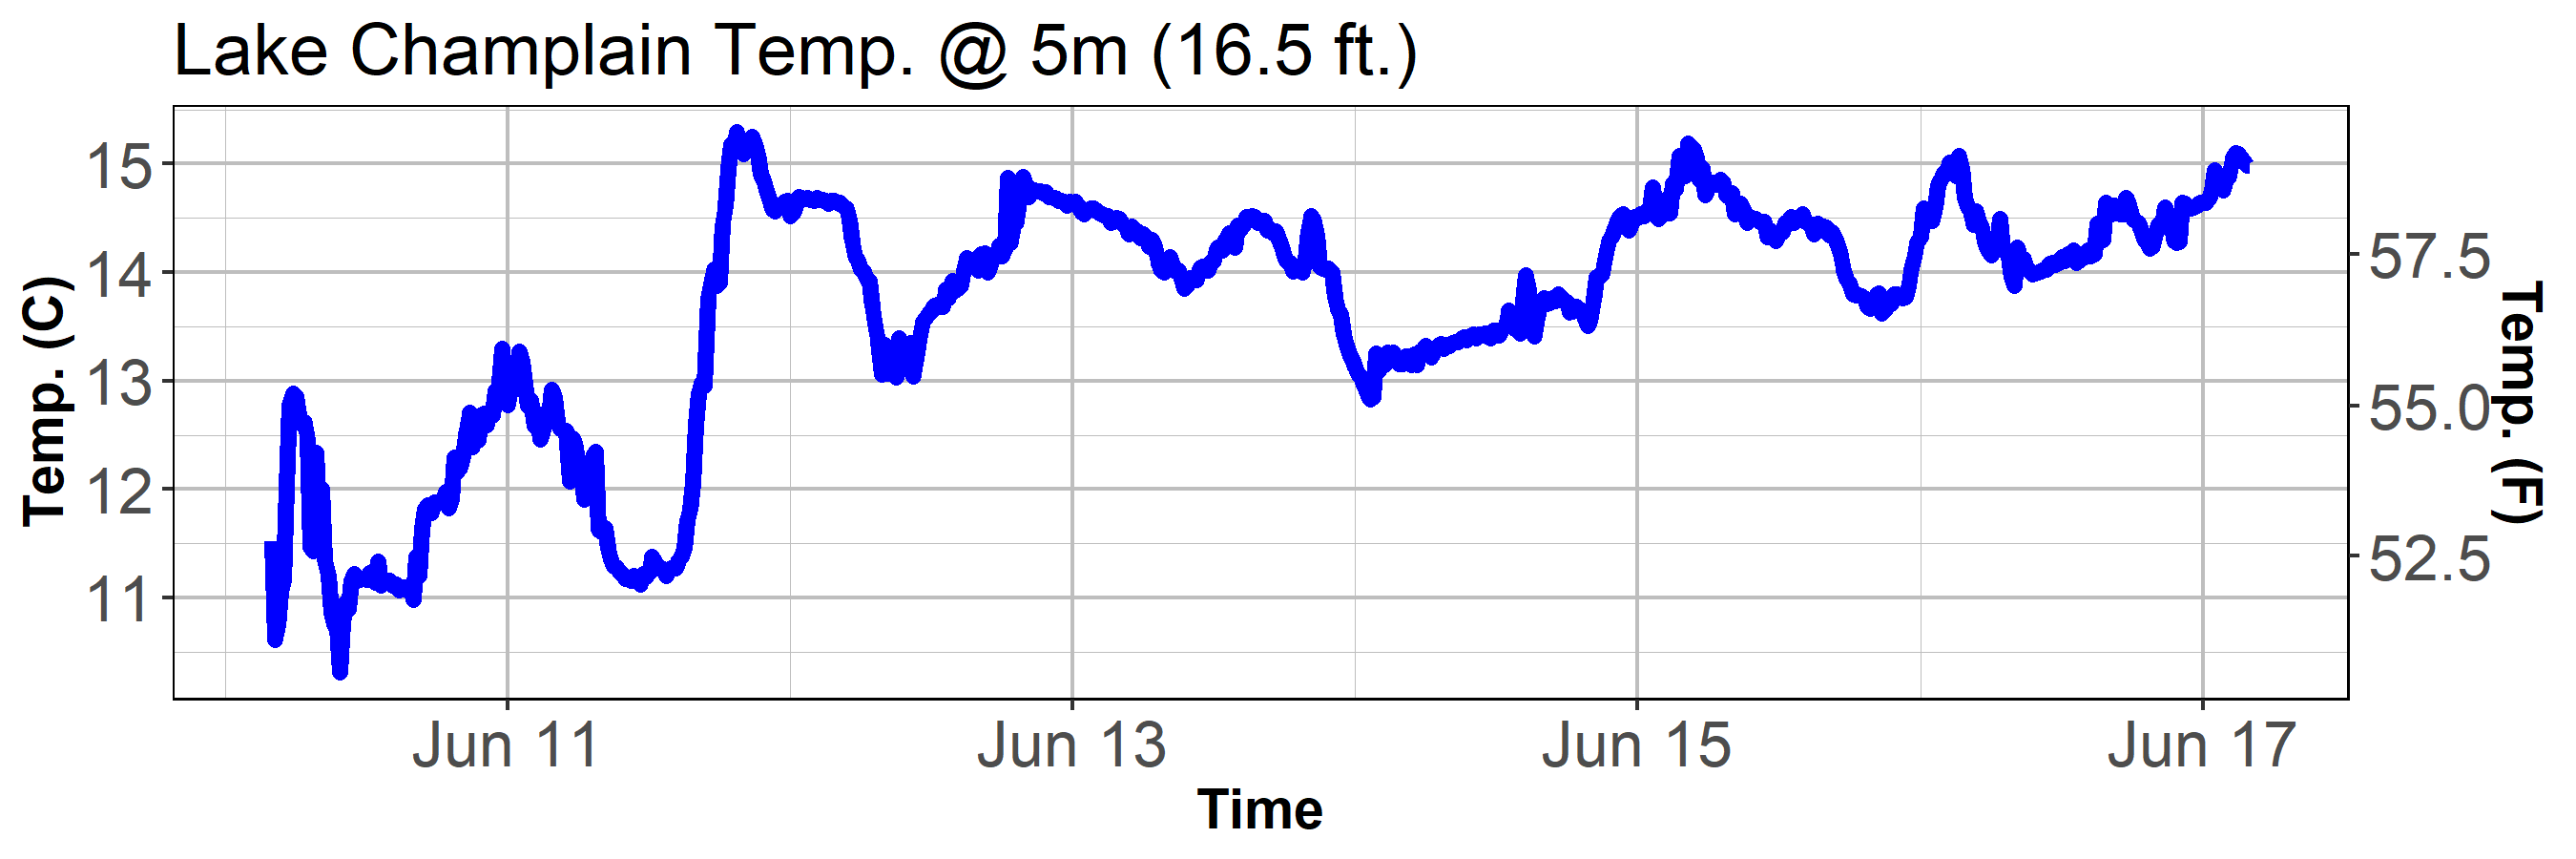 Lake Champlain Temp. @ 5m (16.5 ft.)
Temp. (C)
15
14
13
12
11
57.5
55.0
52.5
Temp. (F)
Jun 11
Jun 13
Jun 15
Jun 17
Time